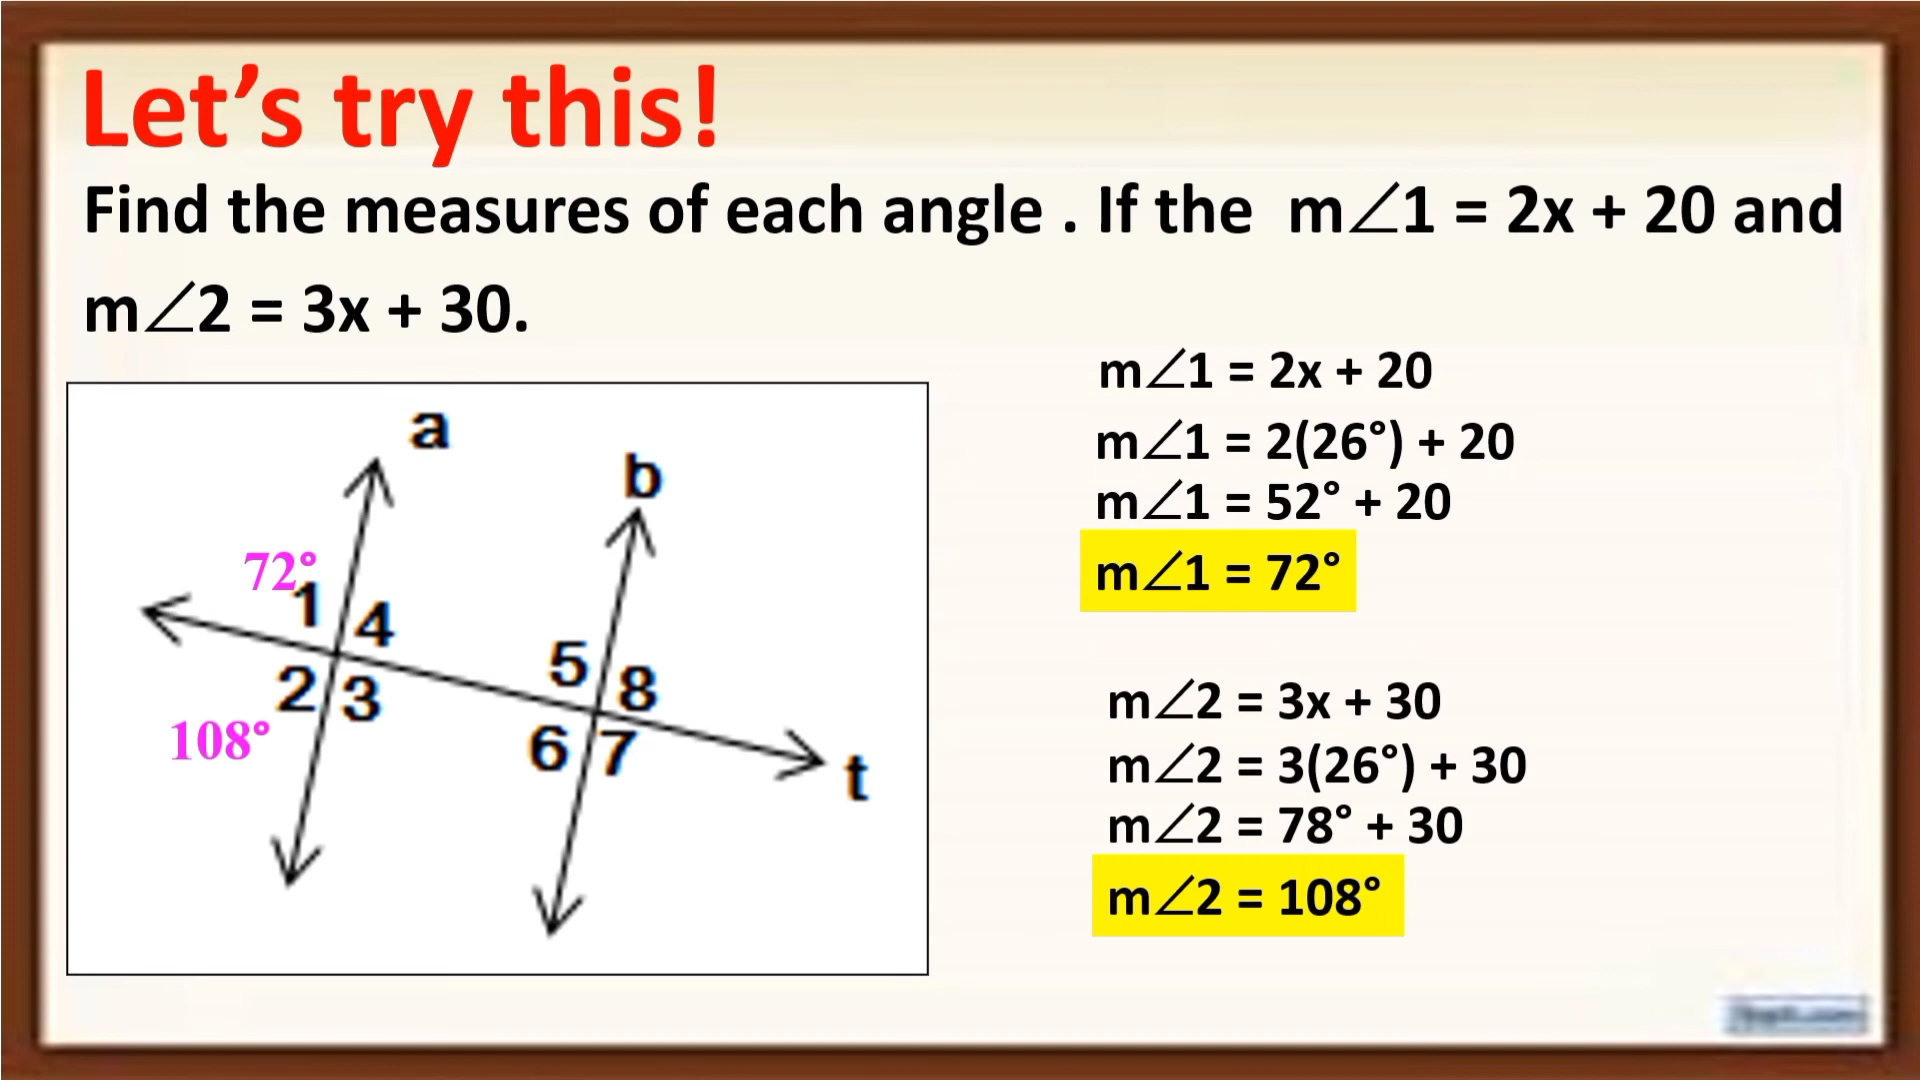 Let’s try this!
Find the measures of each angle . If the m∠1 = 2x + 20 and
m∠2 = 3x + 30.
m∠1 = 2x + 20
m∠1 = 2(26°) + 20
m∠1 = 52° + 20
m∠1 = 72°
m∠2 = 3x + 30
m∠2 = 3(26°) + 30
m∠2 = 78° + 30
m∠2 = 108°
a
b
72°
1 4
5 8
2 3
108°
6 7
t